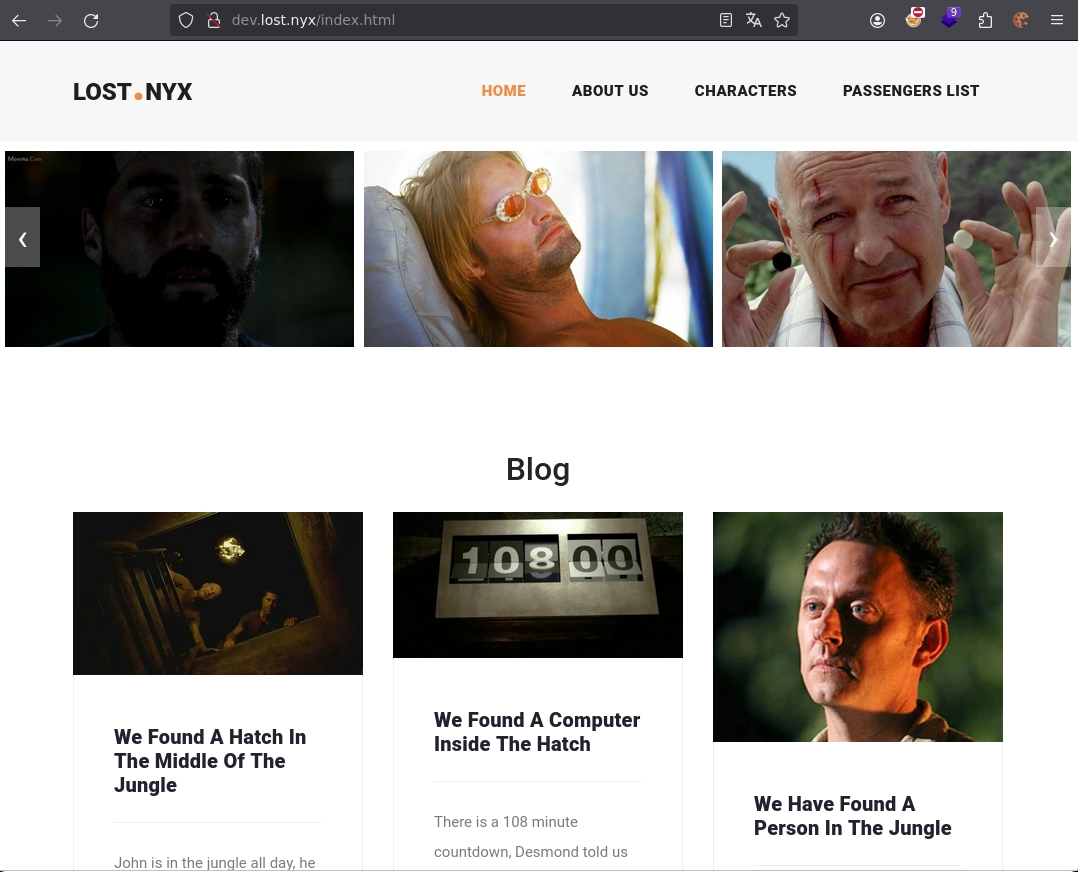 dev.lost.nyx/index.html
9
LOST.NYX
HOME
ABOUT US
CHARACTERS
PASSENGERS LIST
❮
❯
Blog
108 00
We Found A Hatch In
The Middle Of The
Jungle
John is in the jungle all day, he
We Found A Computer
Inside The Hatch
There is a 108 minute
countdown, Desmond told us
We Have Found A
Person In The Jungle